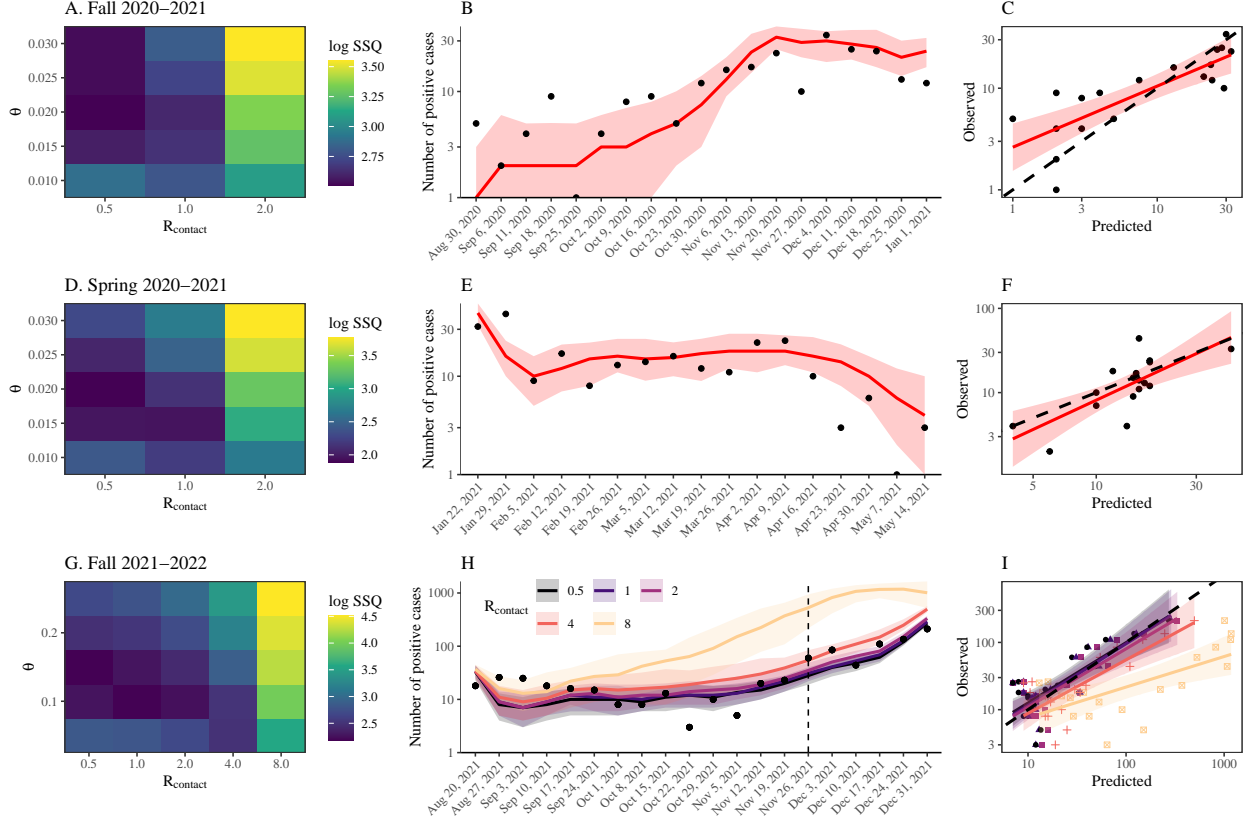 A. Fall 2020–2021
θ
0.030
0.025
0.020
0.015
0.010
0.5
1.0
2.0
R contact
log SSQ
3.50
3.25
3.00
2.75
B
Number of positive cases
30
10
3
1
Aug 30, 2020
Sep 6, 2020
Sep 11, 2020
Sep 18, 2020
Sep 25, 2020
Oct 2, 2020
Oct 9, 2020
Oct 16, 2020
Oct 23, 2020
Oct 30, 2020
Nov 6, 2020
Nov 13, 2020
Nov 20, 2020
Nov 27, 2020
Dec 4, 2020
Dec 11, 2020
Dec 18, 2020
Dec 25, 2020
Jan 1, 2021
C
Observed
30
10
3
1
1
3
10
30
Predicted
D. Spring 2020–2021
θ
0.030
0.025
0.020
0.015
0.010
0.5
1.0
2.0
R contact
log SSQ
3.5
3.0
2.5
2.0
E
Number of positive cases
30
10
3
1
Jan 22, 2021
Jan 29, 2021
Feb 5, 2021
Feb 12, 2021
Feb 19, 2021
Feb 26, 2021
Mar 5, 2021
Mar 12, 2021
Mar 19, 2021
Mar 26, 2021
Apr 2, 2021
Apr 9, 2021
Apr 16, 2021
Apr 23, 2021
Apr 30, 2021
May 7, 2021
May 14, 2021
F
Observed
100
30
10
3
5
10
30
Predicted
G. Fall 2021–2022
θ
0.2
0.1
0.5
1.0
2.0
4.0
8.0
R contact
log SSQ
4.5
4.0
3.5
3.0
2.5
H
Number of positive cases
1000
100
10
1
R contact
0.5
1
2
4
8
Aug 20, 2021
Aug 27, 2021
Sep 3, 2021
Sep 10, 2021
Sep 17, 2021
Sep 24, 2021
Oct 1, 2021
Oct 8, 2021
Oct 15, 2021
Oct 22, 2021
Oct 29, 2021
Nov 5, 2021
Nov 12, 2021
Nov 19, 2021
Nov 26, 2021
Dec 3, 2021
Dec 10, 2021
Dec 17, 2021
Dec 24, 2021
Dec 31, 2021
I
Observed
300
100
30
10
3
10
100
1000
Predicted